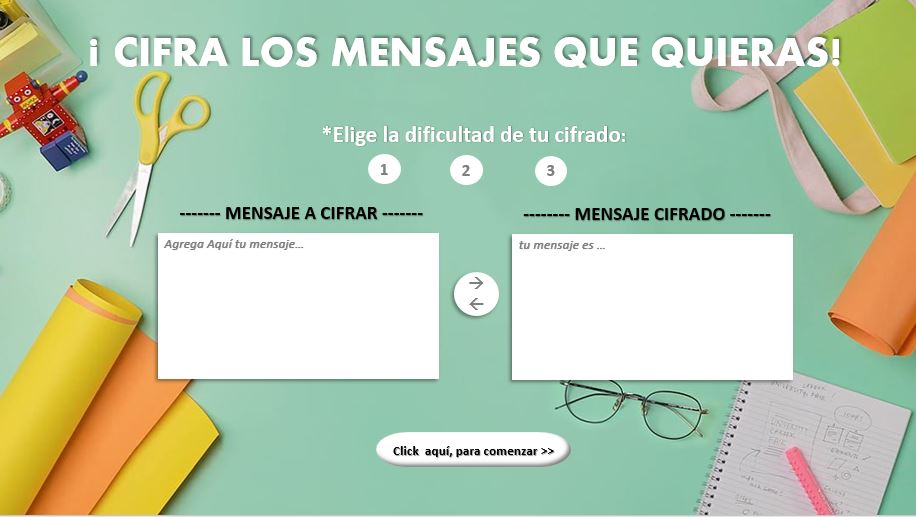 ¡ CIFRA LOS MENSAJES QUE QUIERAS!
*Elige la dificultad de tu cifrado:
1 2 3
------- MENSAJE A CIFRAR -------
-------- MENSAJE CIFRADO -------
Agrega Aquí tu mensaje...
tu mensaje es ...
Click aquí, para comenzar >>